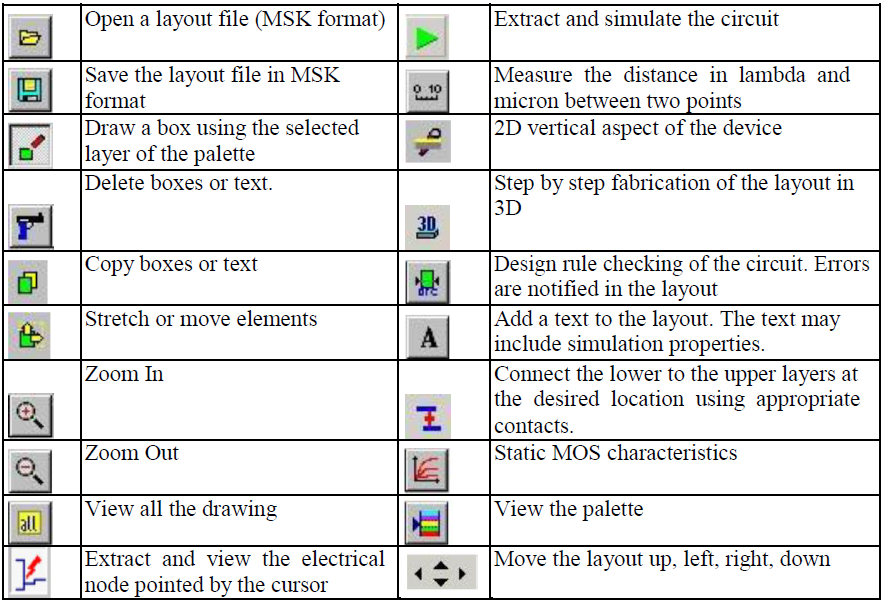 Open a layout file (MSK format)
Extract and simulate the circuit
Save the layout file in MSK
format
0 10
Measure the distance in lambda and
micron between two points
Draw a box using the selected
layer of the palette
2D vertical aspect of the device
Delete boxes or text.
3D
Step by step fabrication of the layout in
3D
Copy boxes or text
DrC
Design rule checking of the circuit. Errors
are notified in the layout
Stretch or move elements
A
Add a text to the layout. The text may
include simulation properties.
Zoom In
Connect the lower to the upper layers at
the desired location using appropriate
contacts.
Zoom Out
Static MOS characteristics
all
View all the drawing
View the palette
Extract and view the electrical
node pointed by the cursor
Move the layout up, left, right, down